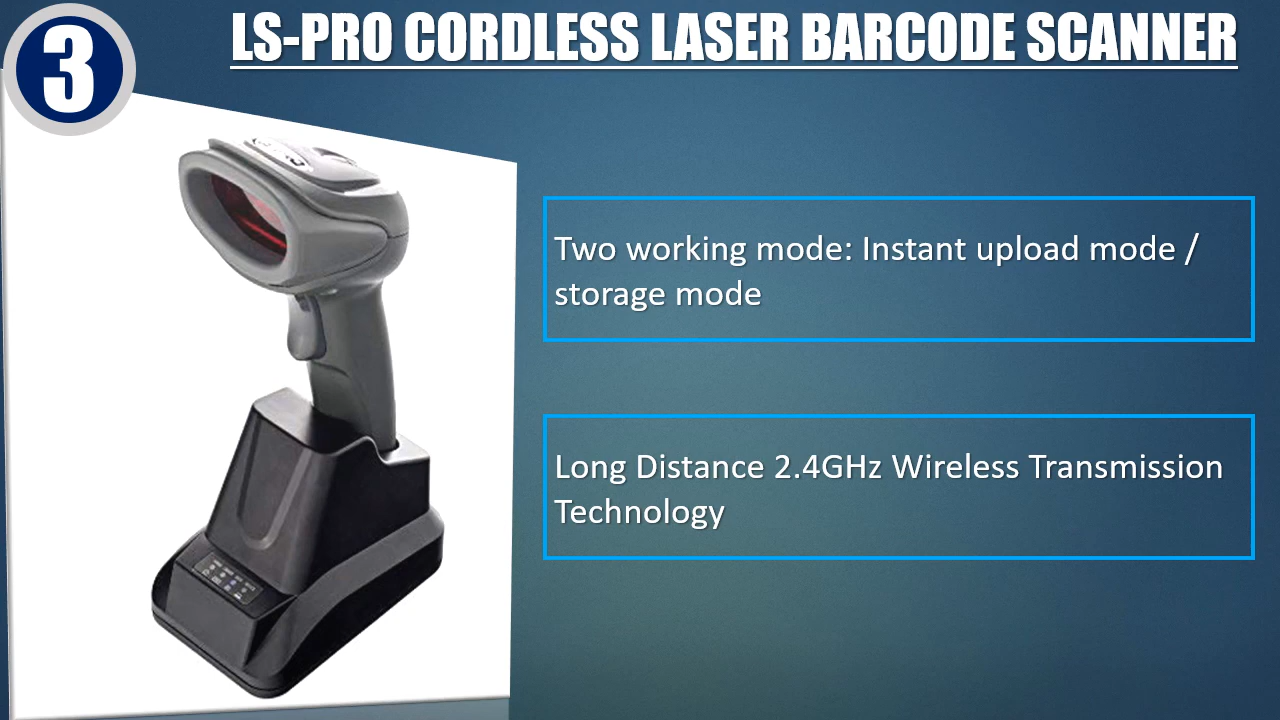 3
LS-PRO CORDLESS LASER BARCODE SCANNER
Two working mode: Instant upload mode /
storage mode
Long Distance 2.4GHz Wireless Transmission
Technology